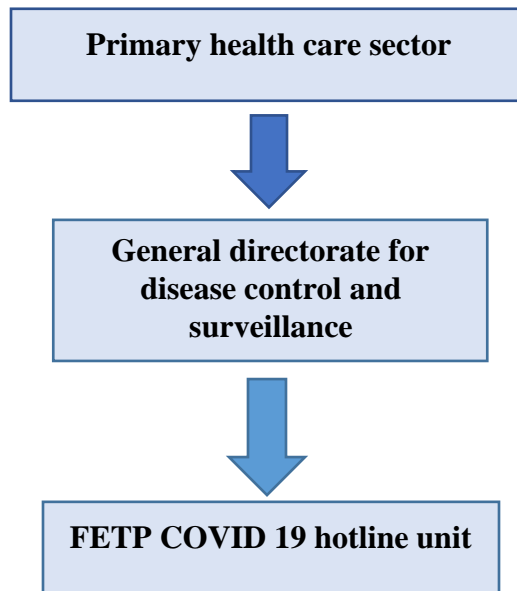 Primary health care sector
General directorate for
disease control and
surveillance
FETP COVID 19 hotline unit